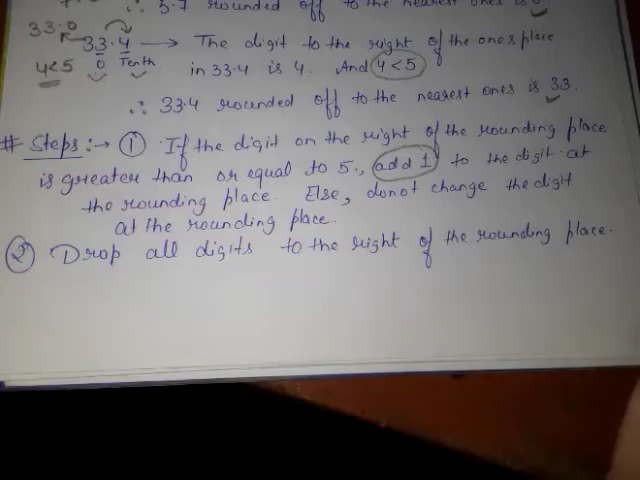 ∴ 5.7 rounded off to the nearest ones is 6
33.0
33.4 → The digit to the right of the ones place
4<5 O Tenth in 33.4 is 4. And 4<5
∴ 33.4 rounded off to the nearest ones is 33.
# Steps:→ ① If the digit on the right of the rounding place
is greater than or equal to 5, add 1 to the digit at
the rounding place. Else, donot change the digit
at the rounding place.
② Drop all digits to the right of the rounding place.